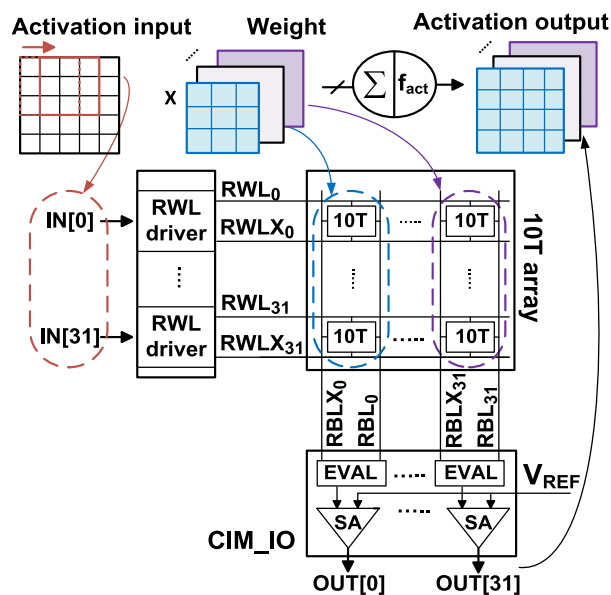 Activation input
Weight
Activation output
X
Σ
f_act
IN[0]
IN[31]
RWL
driver
RWL
driver
RWL_0
RWLX_0
RWL_31
RWLX_31
10T
10T
10T
10T
10T array
RBLX_0
RBL_0
RBLX_31
RBL_31
EVAL
EVAL
V_REF
SA
SA
CIM_IO
OUT[0]
OUT[31]